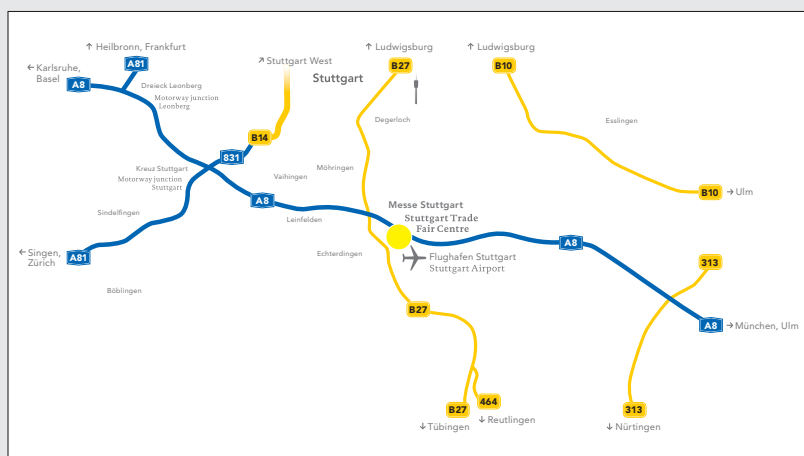 ↑ Heilbronn, Frankfurt
← Karlsruhe,
Basel
A8
A81
Dreieck Leonberg
Motorway junction
Leonberg
↗ Stuttgart West
Stuttgart
↑ Ludwigsburg
B27
↑ Ludwigsburg
B10
Degerloch
Esslingen
B14
831
Kreuz Stuttgart
Motorway junction
Stuttgart
Möhringen
Vaihingen
A8
Leinfelden
Sindelfingen
Messe Stuttgart
Stuttgart Trade
Fair Centre
B10
→ Ulm
← Singen,
Zürich
A81
Echterdingen
Flughafen Stuttgart
Stuttgart Airport
A8
313
Böblingen
B27
A8
→ München, Ulm
B27
464
313
↓ Tübingen
↓ Reutlingen
↓ Nürtingen